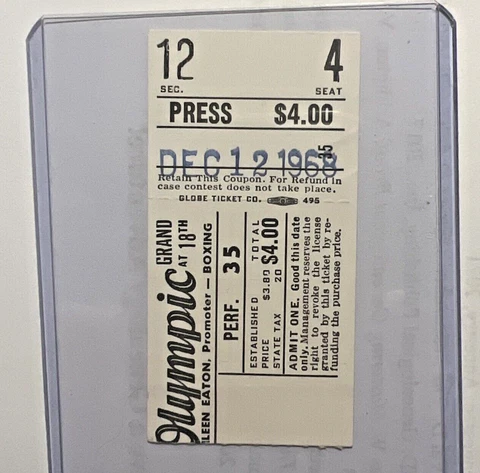 12 4
SEC. SEAT
PRESS $4.00
35
DEC 12 1968
Retain This Coupon. For Refund in
case contest does not take place.
GLOBE TICKET CO. 495
Olympic
GRAND
AT 18TH
ILEEN EATON, Promoter — BOXING
PERF. 35
ESTABLISHED TOTAL
PRICE $3.80 $4.00
STATE TAX 20
ADMIT ONE. Good this date
only. Management reserves the
right to revoke the license
granted by this ticket by re-
funding the purchase price.